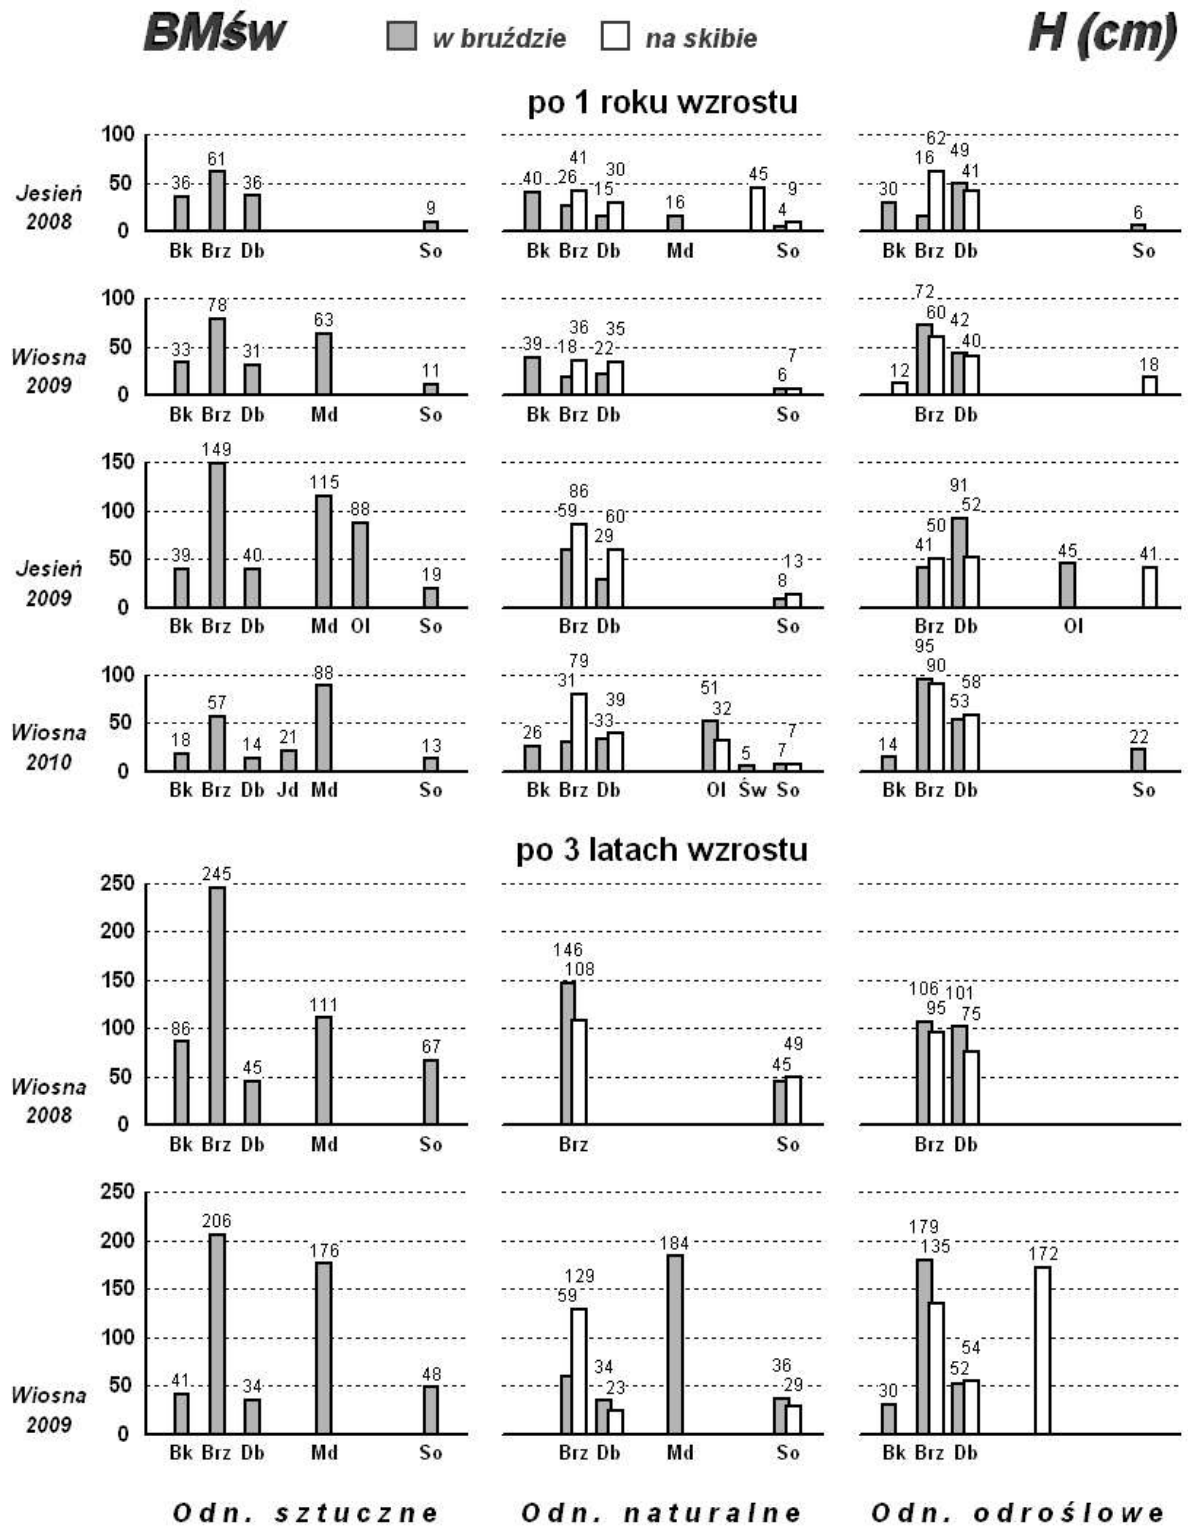 BMśw w bruździe na skibie H (cm)
po 1 roku wzrostu
Jesień 2008
100 50 0
36 61 36 9
Bk Brz Db So
40 26 41 15 30 16 45 4 9
Bk Brz Db Md So
30 16 62 49 41 6
Bk Brz Db So
Wiosna 2009
100 50 0
33 78 31 63 11
Bk Brz Db Md So
39 18 36 22 35 6 7
Bk Brz Db So
12 72 60 42 40 18
Brz Db
Jesień 2009
150 100 50 0
39 149 40 115 88 19
Bk Brz Db Md Ol So
59 86 29 60 8 13
Brz Db So
41 50 91 52 45 41
Brz Db Ol
Wiosna 2010
100 50 0
18 57 14 21 88 13
Bk Brz Db Jd Md So
26 31 79 33 39 51 32 5 7 7
Bk Brz Db Ol Św So
14 95 90 53 58 22
Bk Brz Db So
po 3 latach wzrostu
Wiosna 2008
250 200 150 100 50 0
86 245 45 111 67
Bk Brz Db Md So
146 108 45 49
Brz So
106 95 101 75
Brz Db
Wiosna 2009
250 200 150 100 50 0
41 206 34 176 48
Bk Brz Db Md So
59 129 34 23 184 36 29
Brz Db Md So
30 179 135 52 54 172
Bk Brz Db
Odn. sztuczne Odn. naturalne Odn. odroślowe